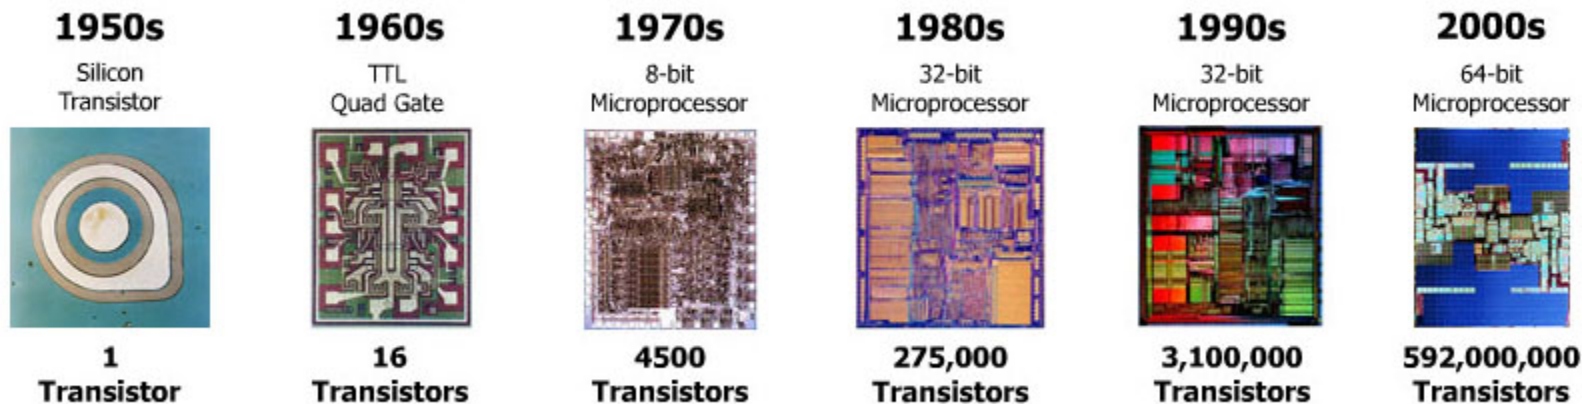 1950s
Silicon
Transistor
1
Transistor
1960s
TTL
Quad Gate
16
Transistors
1970s
8-bit
Microprocessor
4500
Transistors
1980s
32-bit
Microprocessor
275,000
Transistors
1990s
32-bit
Microprocessor
3,100,000
Transistors
2000s
64-bit
Microprocessor
592,000,000
Transistors